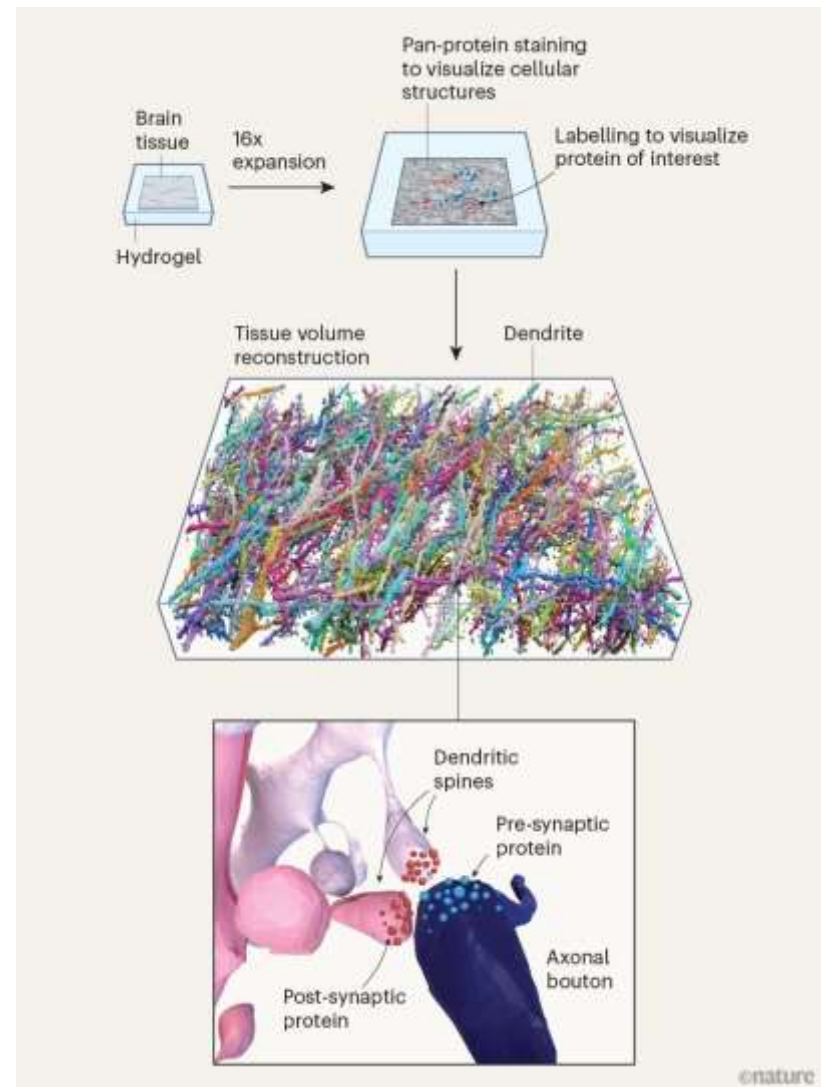 Pan-protein staining
to visualize cellular
structures
Brain
tissue
16x
expansion
Labelling to visualize
protein of interest
Hydrogel
Tissue volume
reconstruction
Dendrite
Dendritic
spines
Pre-synaptic
protein
Axonal
bouton
Post-synaptic
protein
©nature